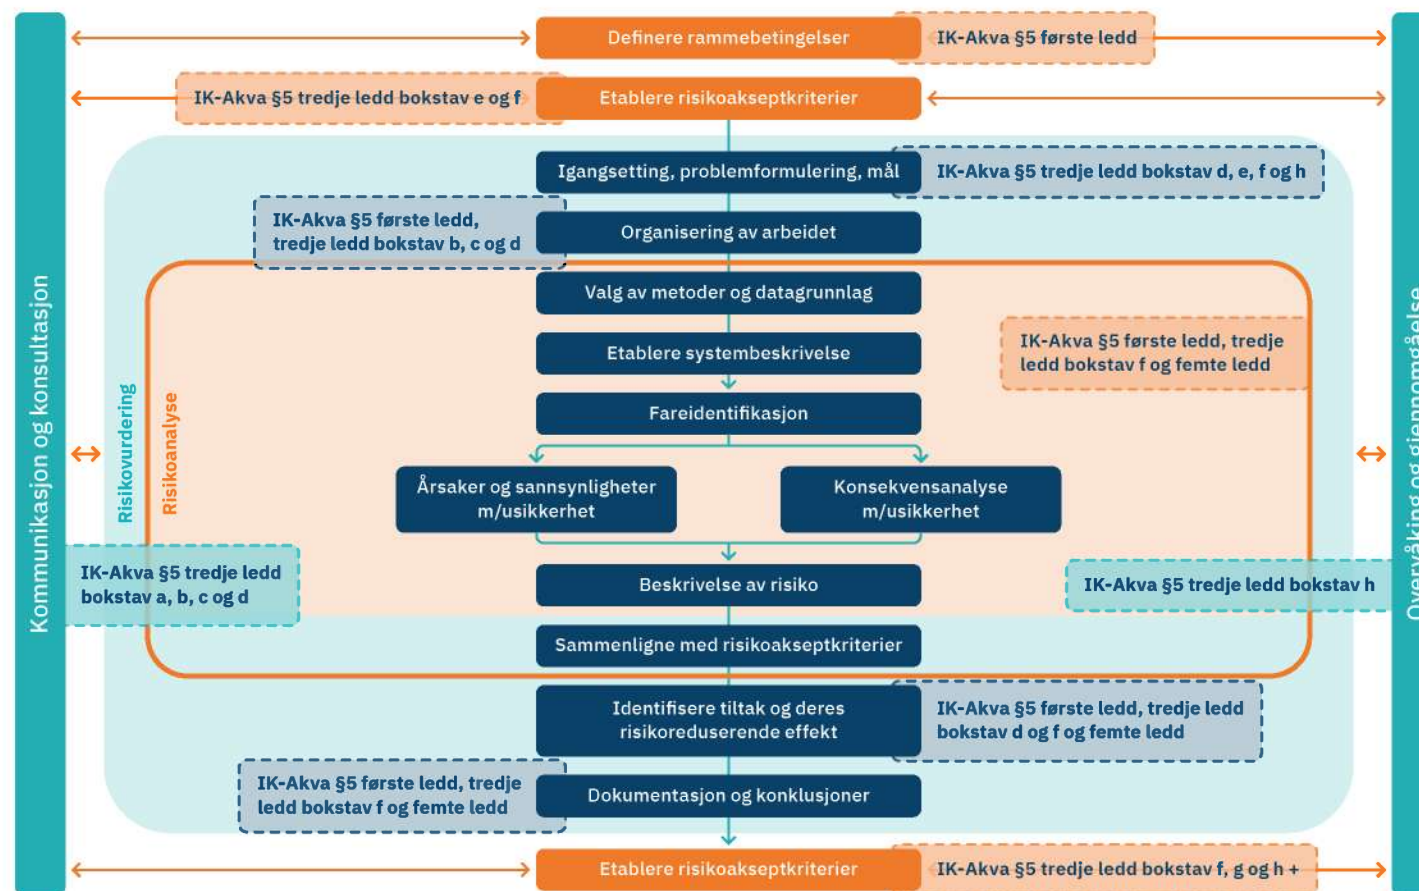 Kommunikasjon og konsultasjon
Definere rammebetingelser
IK-Akva §5 første ledd
IK-Akva §5 tredje ledd bokstav e og f
Etablere risikoakseptkriterier
Igangsetting, problemformulering, mål
IK-Akva §5 tredje ledd bokstav d, e, f og h
IK-Akva §5 første ledd,
tredje ledd bokstav b, c og d
Organisering av arbeidet
Valg av metoder og datagrunnlag
Etablere systembeskrivelse
IK-Akva §5 første ledd, tredje
ledd bokstav f og femte ledd
Fareidentifikasjon
Risikovurdering
Risikoanalyse
Årsaker og sannsynligheter
m/usikkerhet
Konsekvensanalyse
m/usikkerhet
IK-Akva §5 tredje ledd
bokstav a, b, c og d
Beskrivelse av risiko
IK-Akva §5 tredje ledd bokstav h
Sammenligne med risikoakseptkriterier
Identifisere tiltak og deres
risikoreduserende effekt
IK-Akva §5 første ledd, tredje ledd
bokstav d og f og femte ledd
IK-Akva §5 første ledd, tredje
ledd bokstav f og femte ledd
Dokumentasjon og konklusjoner
Etablere risikoakseptkriterier
IK-Akva §5 tredje ledd bokstav f, g og h +
Overvåking og gjennomgåelse